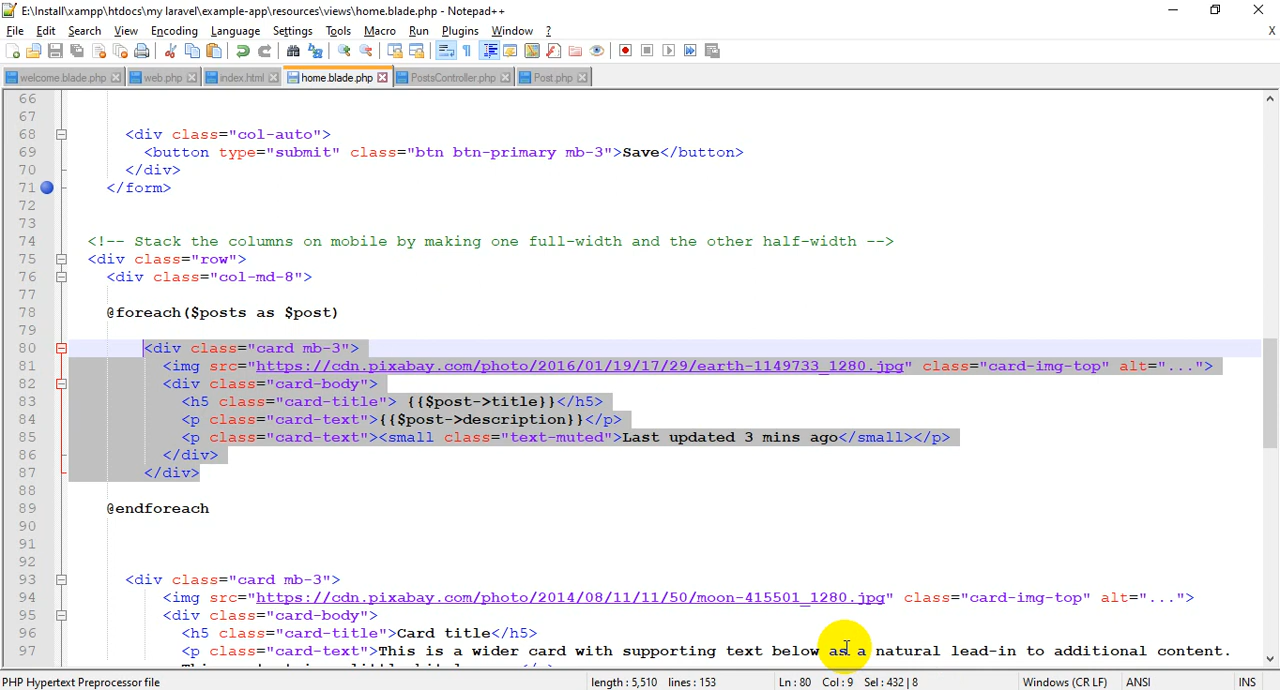 E:\Install\xampp\htdocs\my laravel\example-app\resources\views\home.blade.php - Notepad++
File Edit Search View Encoding Language Settings Tools Macro Run Plugins Window ? X
welcome.blade.php web.php index.html home.blade.php PostsController.php Post.php
66
67
68 <div class="col-auto">
69 <button type="submit" class="btn btn-primary mb-3">Save</button>
70 </div>
71 </form>
72
73
74 <!-- Stack the columns on mobile by making one full-width and the other half-width -->
75 <div class="row">
76 <div class="col-md-8">
77
78 @foreach($posts as $post)
79
80 <div class="card mb-3">
81 <img src="https://cdn.pixabay.com/photo/2016/01/19/17/29/earth-1149733_1280.jpg" class="card-img-top" alt="...">
82 <div class="card-body">
83 <h5 class="card-title"> {{$post->title}}</h5>
84 <p class="card-text">{{$post->description}}</p>
85 <p class="card-text"><small class="text-muted">Last updated 3 mins ago</small></p>
86 </div>
87 </div>
88
89 @endforeach
90
91
92
93 <div class="card mb-3">
94 <img src="https://cdn.pixabay.com/photo/2014/08/11/11/50/moon-415501_1280.jpg" class="card-img-top" alt="...">
95 <div class="card-body">
96 <h5 class="card-title">Card title</h5>
97 <p class="card-text">This is a wider card with supporting text below as a natural lead-in to additional content.
PHP Hypertext Preprocessor file length : 5,510 lines : 153 Ln : 80 Col : 9 Sel : 432 | 8 Windows (CR LF) ANSI INS